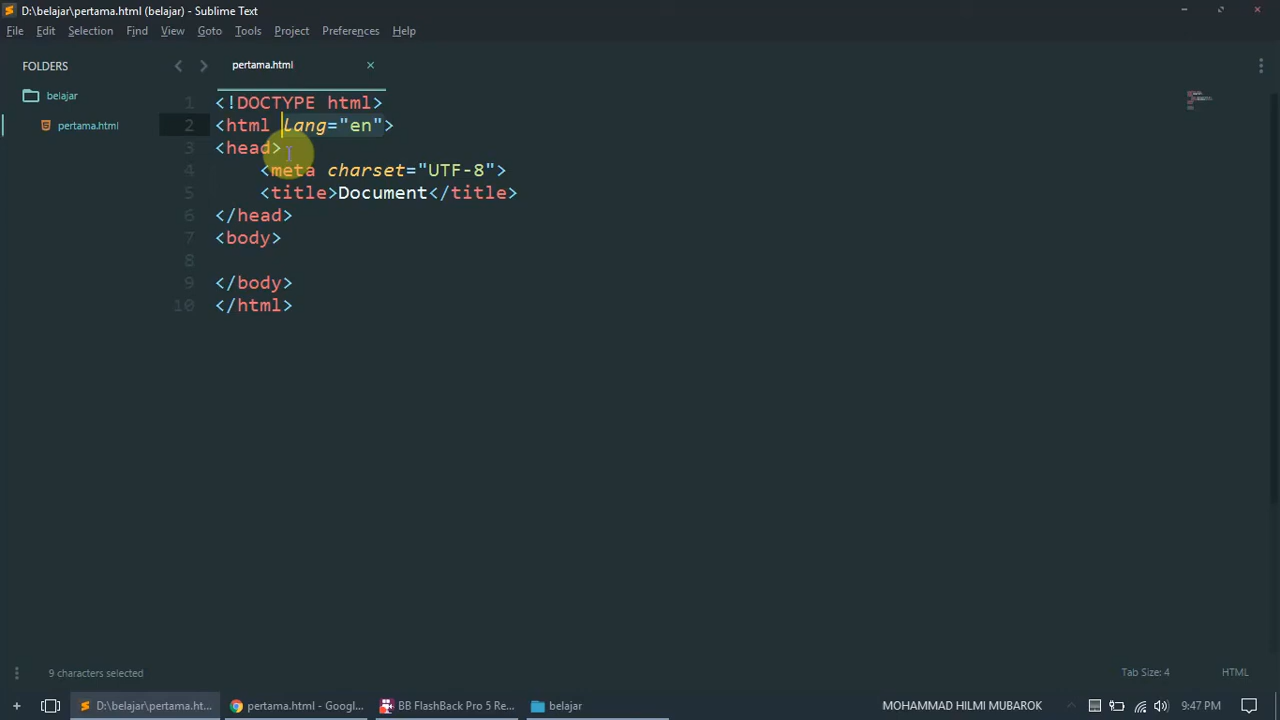 D:\belajar\pertama.html (belajar) - Sublime Text
File Edit Selection Find View Goto Tools Project Preferences Help
FOLDERS
belajar
pertama.html
pertama.html
1 <!DOCTYPE html>
2 <html lang="en">
3 <head>
4 <meta charset="UTF-8">
5 <title>Document</title>
6 </head>
7 <body>
8
9 </body>
10 </html>
9 characters selected
Tab Size: 4
HTML
D:\belajar\pertama.ht...
pertama.html - Googl...
BB FlashBack Pro 5 Re...
belajar
MOHAMMAD HILMI MUBAROK
9:47 PM